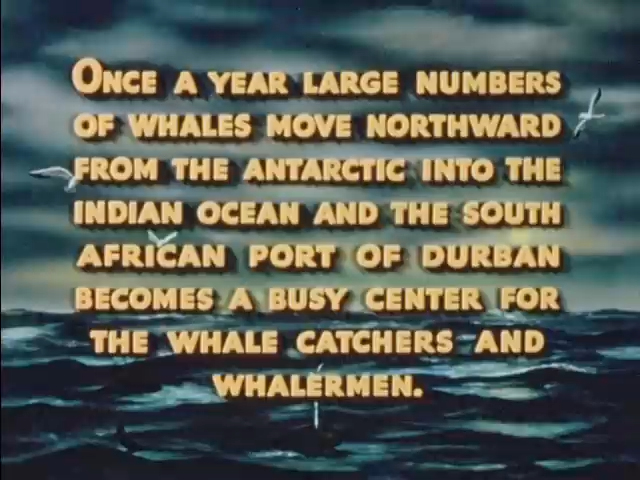 ONCE A YEAR LARGE NUMBERS
OF WHALES MOVE NORTHWARD
FROM THE ANTARCTIC INTO THE
INDIAN OCEAN AND THE SOUTH
AFRICAN PORT OF DURBAN
BECOMES A BUSY CENTER FOR
THE WHALE CATCHERS AND
WHALERMEN.